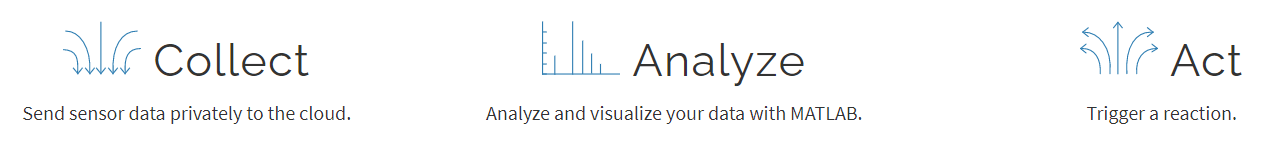 Collect
Send sensor data privately to the cloud.
Analyze
Analyze and visualize your data with MATLAB.
Act
Trigger a reaction.